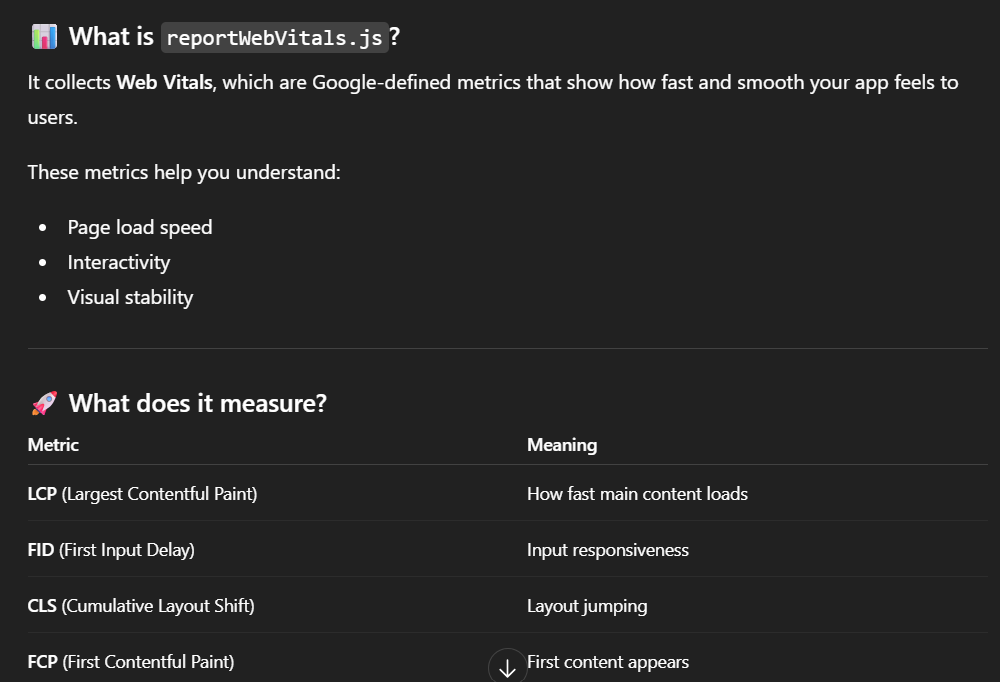 📊 What is reportWebVitals.js?
It collects Web Vitals, which are Google-defined metrics that show how fast and smooth your app feels to
users.
These metrics help you understand:
• Page load speed
• Interactivity
• Visual stability
🚀 What does it measure?
Metric Meaning
LCP (Largest Contentful Paint) How fast main content loads
FID (First Input Delay) Input responsiveness
CLS (Cumulative Layout Shift) Layout jumping
FCP (First Contentful Paint) First content appears